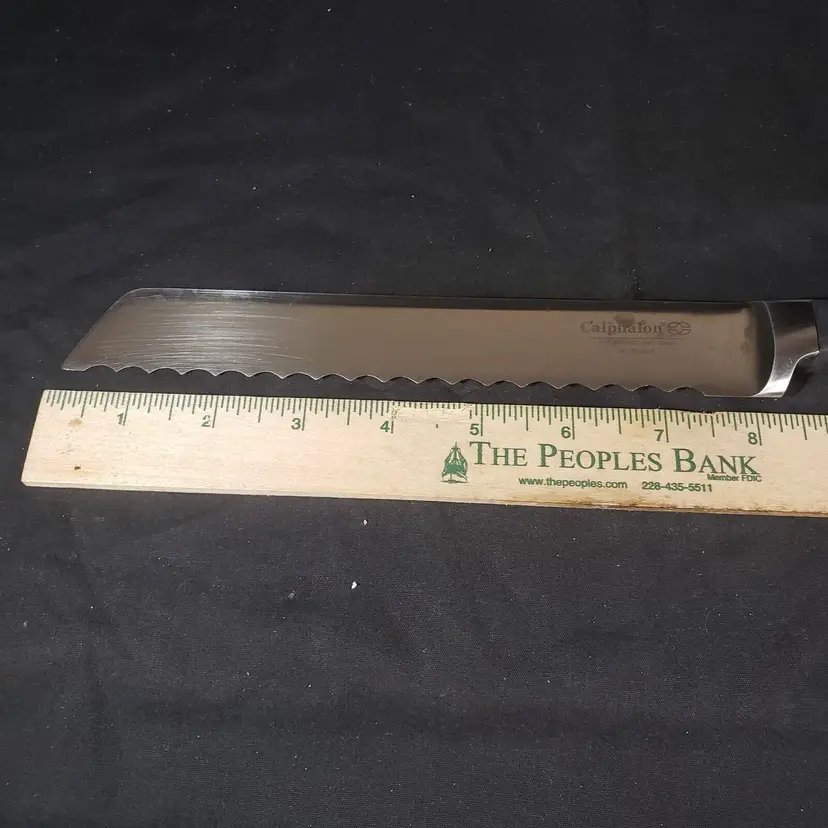 Calphalon
1 2 3 4 5 6 7 8
THE PEOPLES BANK
Member FDIC
www.thepeoples.com 228-435-5511